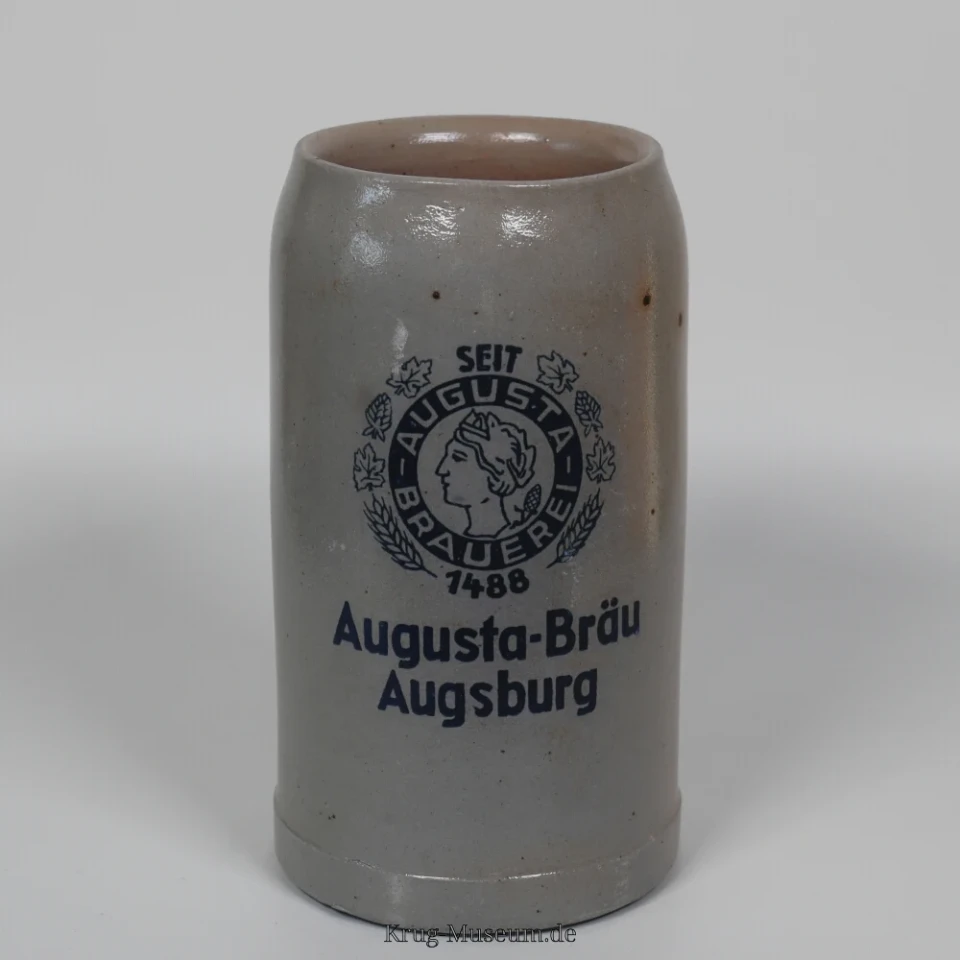 SEIT
AUGUSTA
BRAUEREI
1488
Augusta-Bräu
Augsburg
Krug-Museum.de